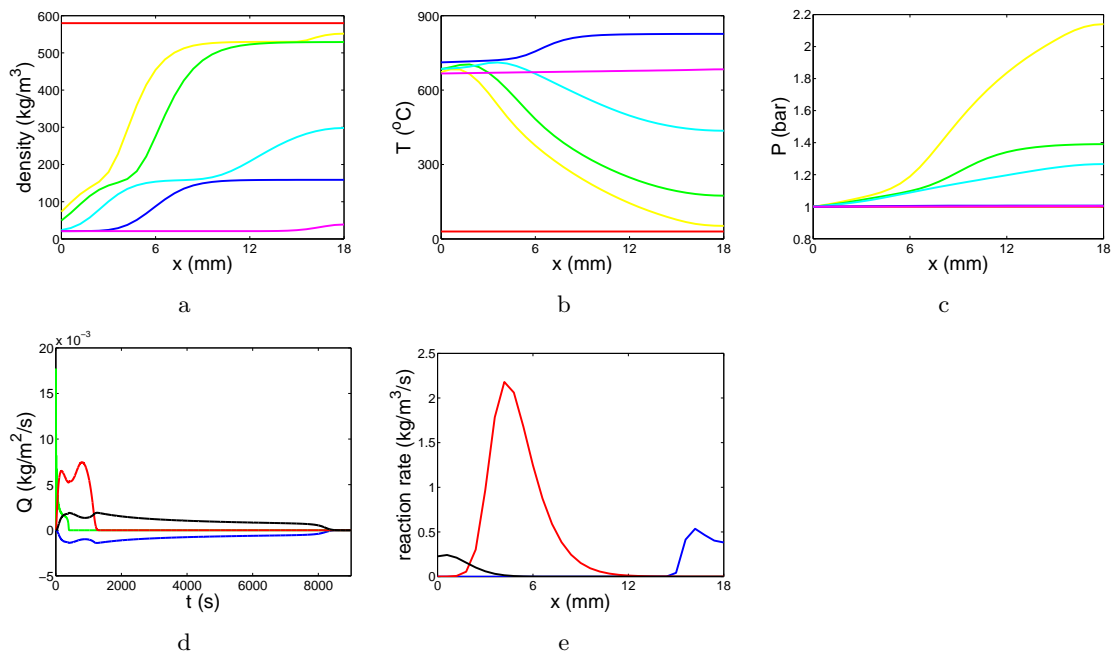 600
500
400
300
200
100
0
0 6 12 18
density (kg/m³)
x (mm)
a
900
600
300
0
0 6 12 18
T (°C)
x (mm)
b
2.2
2
1.8
1.6
1.4
1.2
1
0.8
0 6 12 18
P (bar)
x (mm)
c
x 10⁻³
20
15
10
5
0
−5
0 2000 4000 6000 8000
Q (kg/m²/s)
t (s)
d
2.5
2
1.5
1
0.5
0
0 6 12 18
reaction rate (kg/m³/s)
x (mm)
e